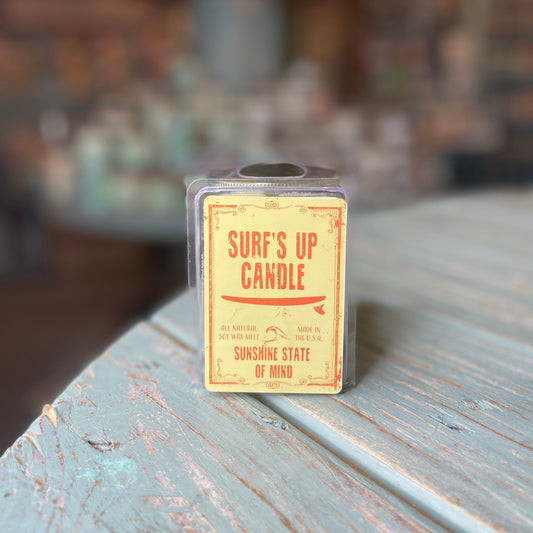 SURF'S UP
CANDLE
ALL NATURAL
SOY WAX MELT
MADE IN
THE U.S.A.
SUNSHINE STATE
OF MIND